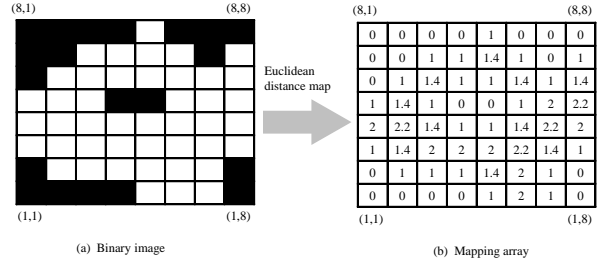 (8,1) (8,8) (8,1) (8,8)
0 0 0 0 1 0 0 0
0 0 1 1 1.4 1 0 1
0 1 1.4 1 1 1.4 1 1.4
1 1.4 1 0 0 1 2 2.2
2 2.2 1.4 1 1 1.4 2.2 2
1 1.4 2 2 2 2.2 1.4 1
0 1 1 1 1.4 2 1 0
0 0 0 0 1 2 1 0
Euclidean
distance map
(1,1) (1,8) (1,1) (1,8)
(a) Binary image (b) Mapping array